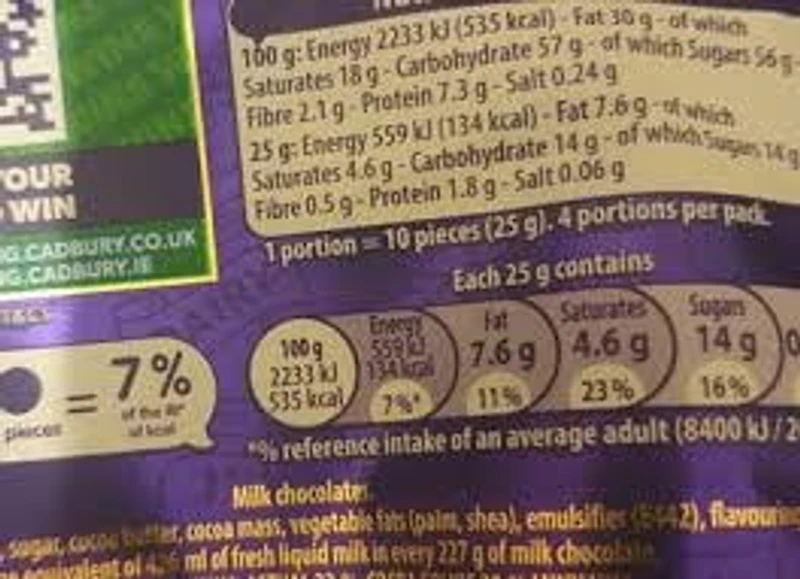 YOUR
WIN
G.CADBURY.CO.UK
G.CADBURY.IE
100 g: Energy 2233 kJ (535 kcal) - Fat 30 g - of which
Saturates 18 g - Carbohydrate 57 g - of which Sugars 56 g -
Fibre 2.1 g - Protein 7.3 g - Salt 0.24 g
25 g: Energy 559 kJ (134 kcal) - Fat 7.6 g - of which
Saturates 4.6 g - Carbohydrate 14 g - of which Sugars 14 g
Fibre 0.5 g - Protein 1.8 g - Salt 0.06 g
1 portion = 10 pieces (25 g). 4 portions per pack.
Each 25 g contains
pieces
= 7%
of the RI*
of kcal
100 g
2233 kJ
535 kcal
Energy
559 kJ
134 kcal
7%*
Fat
7.6 g
11%
Saturates
4.6 g
23%
Sugars
14 g
16%
*% reference intake of an average adult (8400 kJ / 2
Milk chocolate
sugar, cocoa butter, cocoa mass, vegetable fats (palm, shea), emulsifier (E442), flavouring
equivalent of ml of fresh liquid milk in every 227 g of milk chocolate